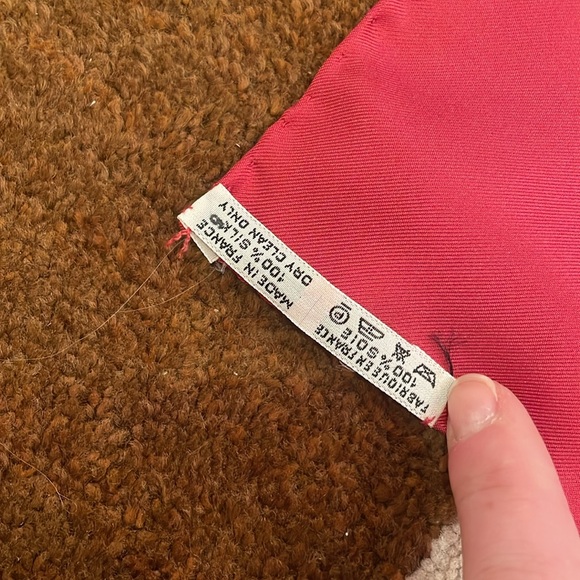 FABRIQUE EN FRANCE
100% SOIE
MADE IN FRANCE
100% SILK
DRY CLEAN ONLY